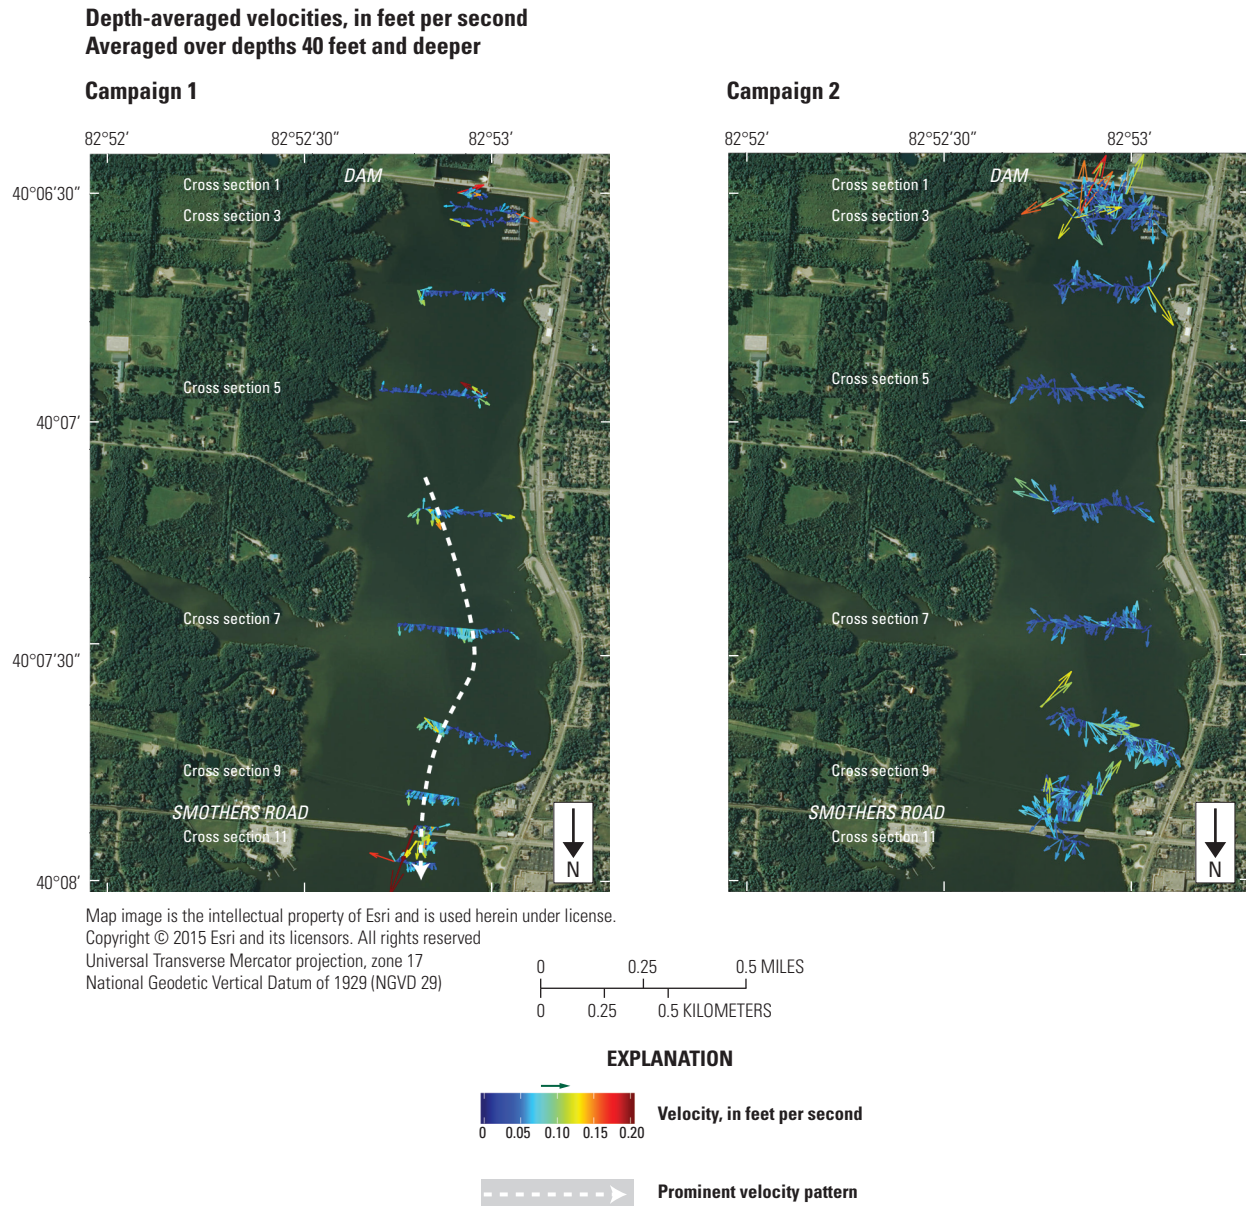 Depth-averaged velocities, in feet per second
Averaged over depths 40 feet and deeper
Campaign 1
82°52’
82°52’30”
82°53’
40°06’30”
40°07’
40°07’30”
40°08’
Cross section 1
DAM
Cross section 3
Cross section 5
Cross section 7
Cross section 9
SMOTHERS ROAD
Cross section 11
N
Campaign 2
82°52’
82°52’30”
82°53’
Cross section 1
DAM
Cross section 3
Cross section 5
Cross section 7
Cross section 9
SMOTHERS ROAD
Cross section 11
N
Map image is the intellectual property of Esri and is used herein under license.
Copyright © 2015 Esri and its licensors. All rights reserved
Universal Transverse Mercator projection, zone 17
National Geodetic Vertical Datum of 1929 (NGVD 29)
0 0.25 0.5 MILES
0 0.25 0.5 KILOMETERS
EXPLANATION
Velocity, in feet per second
0 0.05 0.10 0.15 0.20
Prominent velocity pattern